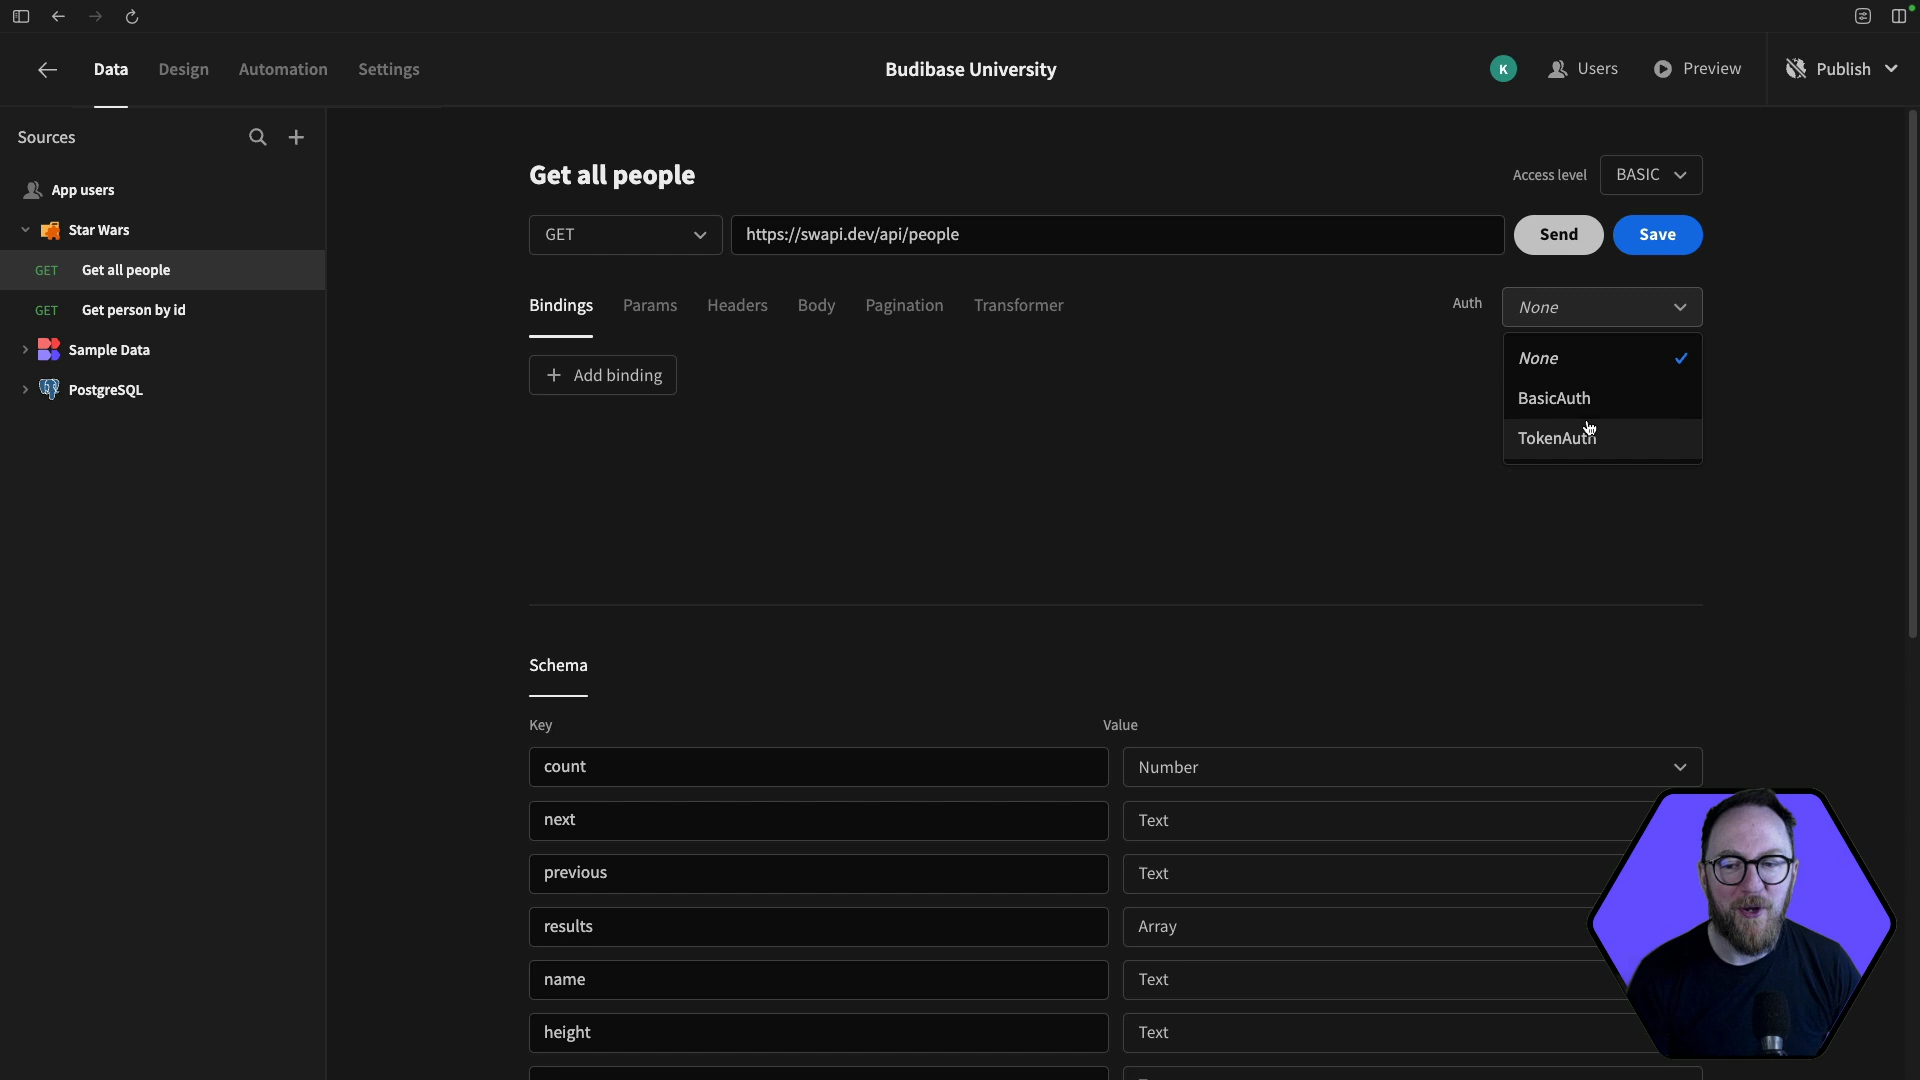 Data Design Automation Settings
Budibase University
K Users Preview Publish
Sources
App users
Star Wars
GET Get all people
GET Get person by id
Sample Data
PostgreSQL
Get all people
Access level BASIC
GET https://swapi.dev/api/people Send Save
Bindings Params Headers Body Pagination Transformer
Auth None
None
BasicAuth
TokenAuth
Add binding
Schema
Key Value
count Number
next Text
previous Text
results Array
name Text
height Text